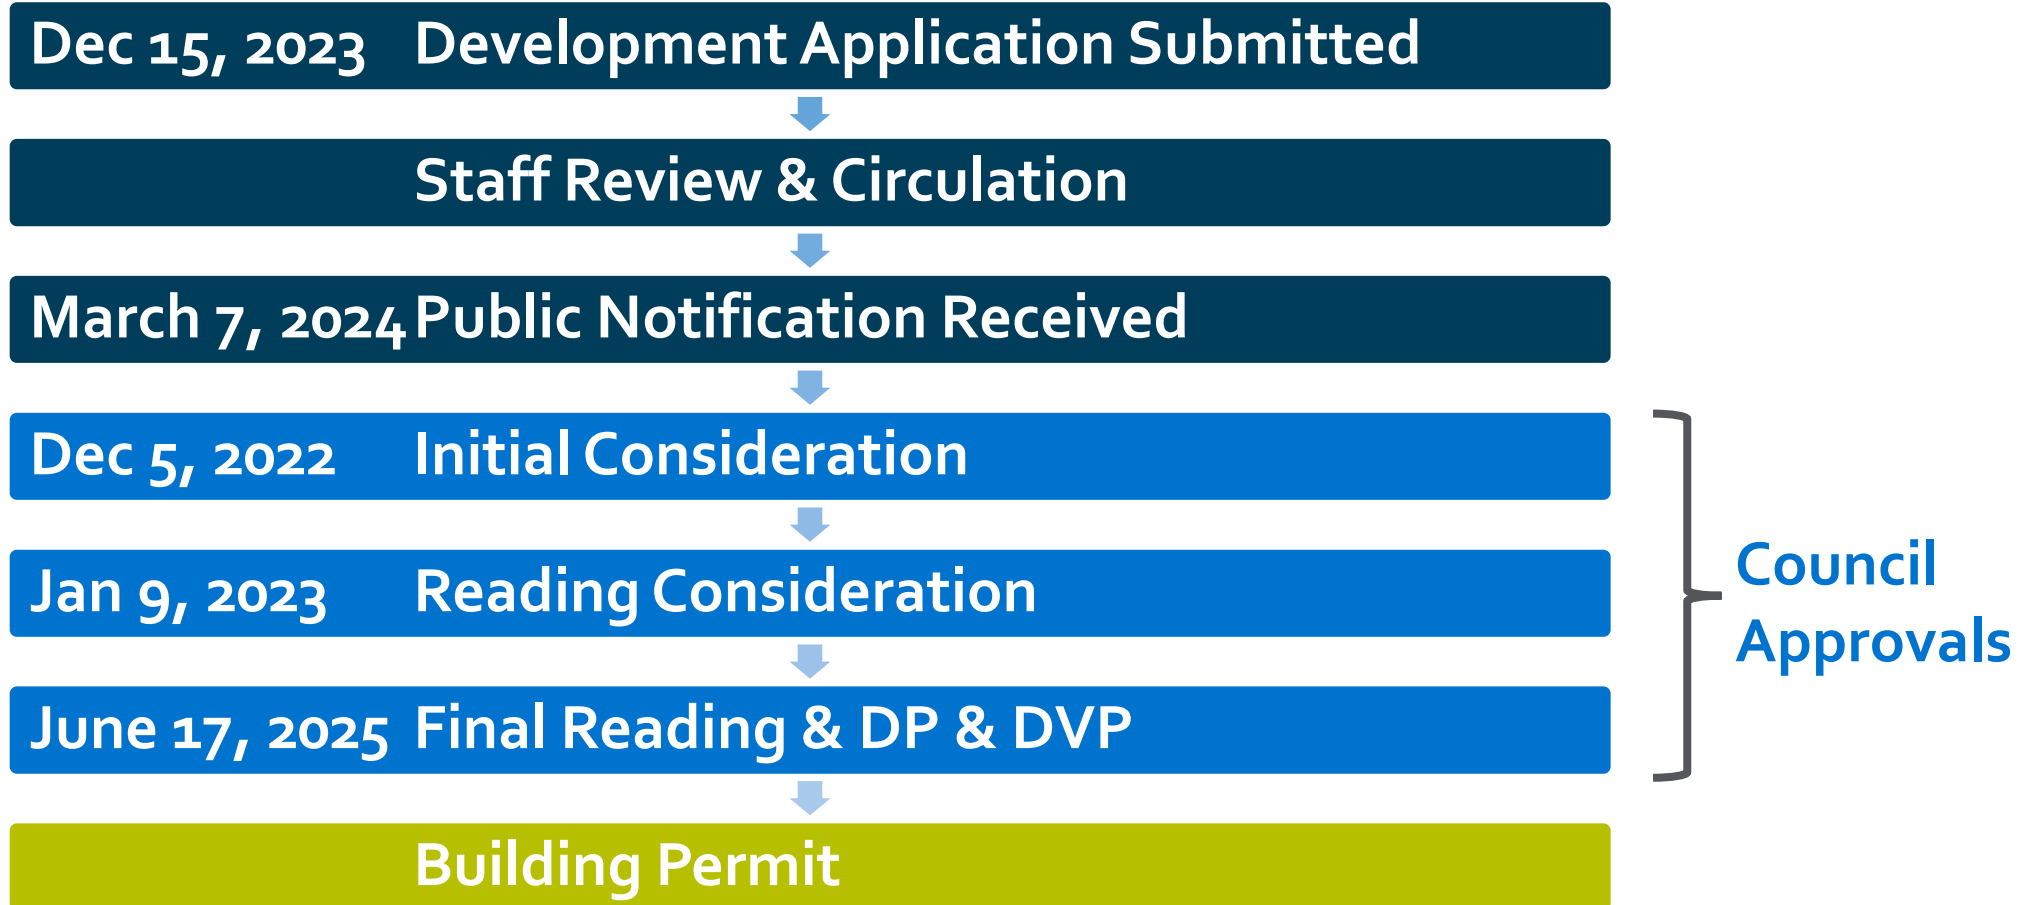 Dec 15, 2023 Development Application Submitted
Staff Review & Circulation
March 7, 2024 Public Notification Received
Dec 5, 2022 Initial Consideration
Jan 9, 2023 Reading Consideration
June 17, 2025 Final Reading & DP & DVP
Building Permit
Council
Approvals